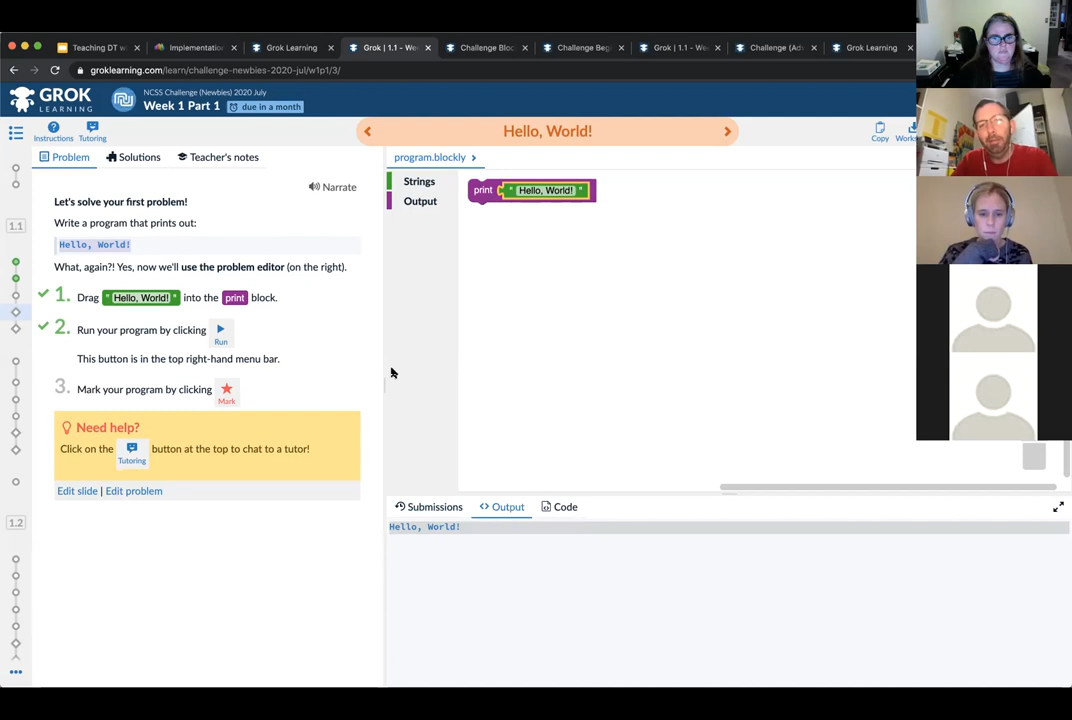 Teaching DT w
Implementation
Grok Learning
Grok | 1.1 - We
Challenge Bloc
Challenge Begi
Grok | 1.1 - We
Challenge (Adv
Grok Learning
groklearning.com/learn/challenge-newbies-2020-jul/w1p1/3/
GROK
LEARNING
NCSS Challenge (Newbies) 2020 July
Week 1 Part 1
due in a month
Instructions
Tutoring
Hello, World!
Copy
Works
Problem
Solutions
Teacher's notes
program.blockly
Narrate
Strings
Output
print " Hello, World! "
Let's solve your first problem!
Write a program that prints out:
Hello, World!
What, again?! Yes, now we'll use the problem editor (on the right).
1. Drag " Hello, World! " into the print block.
2. Run your program by clicking
Run
This button is in the top right-hand menu bar.
3. Mark your program by clicking
Mark
Need help?
Click on the Tutoring button at the top to chat to a tutor!
Edit slide | Edit problem
1.1
1.2
Submissions
Output
Code
Hello, World!